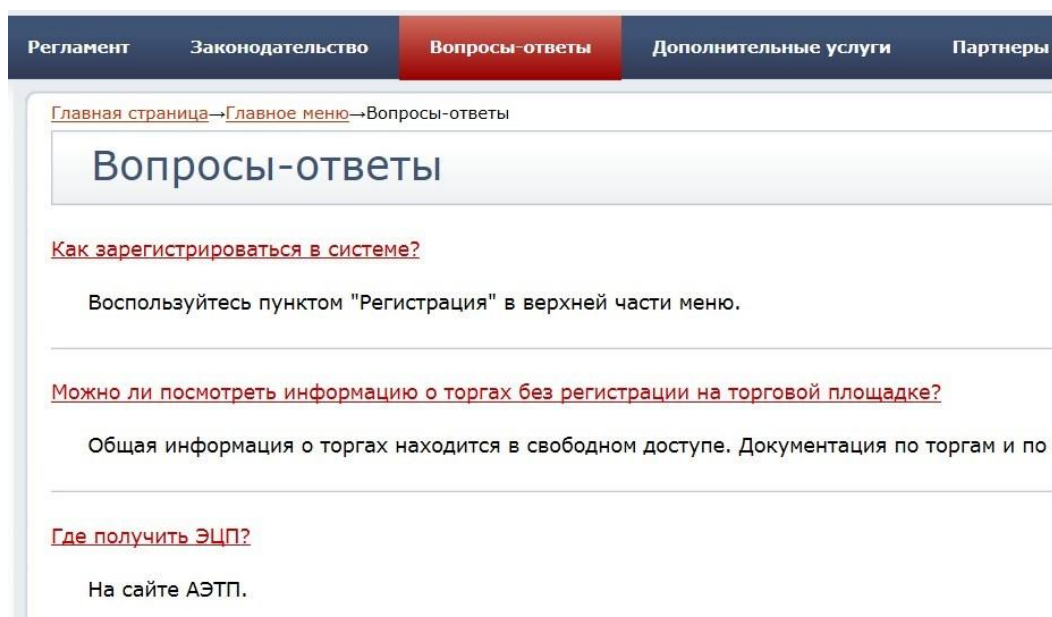 Регламент Законодательство Вопросы-ответы Дополнительные услуги Партнеры
Главная страница→Главное меню→Вопросы-ответы
Вопросы-ответы
Как зарегистрироваться в системе?
Воспользуйтесь пунктом "Регистрация" в верхней части меню.
Можно ли посмотреть информацию о торгах без регистрации на торговой площадке?
Общая информация о торгах находится в свободном доступе. Документация по торгам и по
Где получить ЭЦП?
На сайте АЭТП.